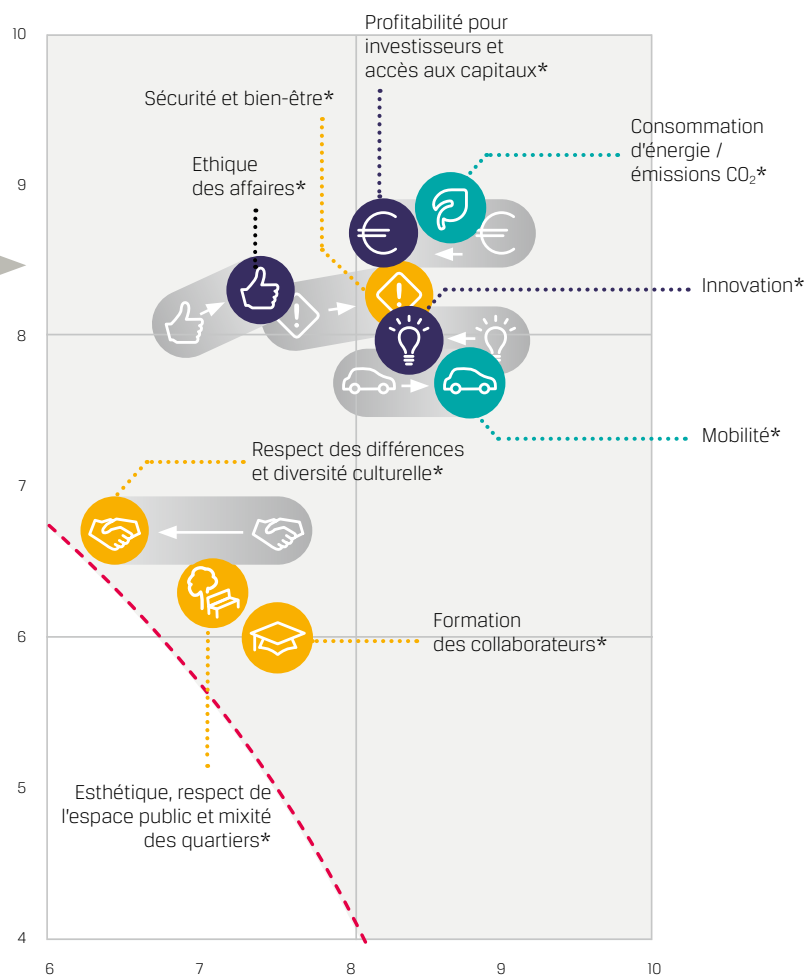 Profitabilité pour
investisseurs et
accès aux capitaux*
Sécurité et bien-être*
Consommation
d'énergie /
émissions CO₂*
Ethique
des affaires*
Innovation*
Mobilité*
Respect des différences
et diversité culturelle*
Formation
des collaborateurs*
Esthétique, respect de
l'espace public et mixité
des quartiers*
10
9
8
7
6
5
4
6
7
8
9
10